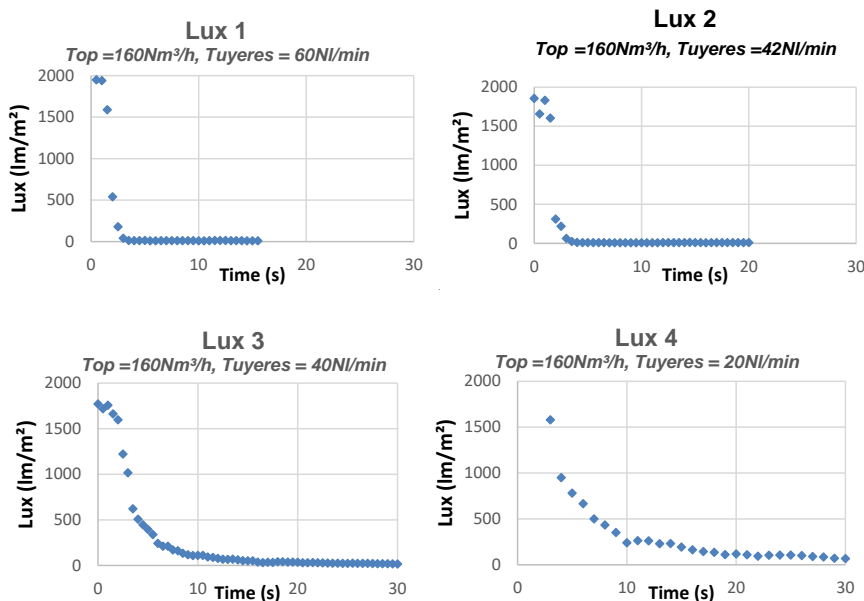 Lux 1
Top =160Nm³/h, Tuyeres = 60Nl/min
2000
1500
1000
500
0
Lux (lm/m²)
0 10 20 30
Time (s)
Lux 2
Top =160Nm³/h, Tuyeres =42Nl/min
2000
1500
1000
500
0
Lux (lm/m²)
0 10 20 30
Time (s)
Lux 3
Top =160Nm³/h, Tuyeres = 40Nl/min
2000
1500
1000
500
0
Lux (lm/m²)
0 10 20 30
Time (s)
Lux 4
Top =160Nm³/h, Tuyeres = 20Nl/min
2000
1500
1000
500
0
Lux (lm/m²)
0 10 20 30
Time (s)